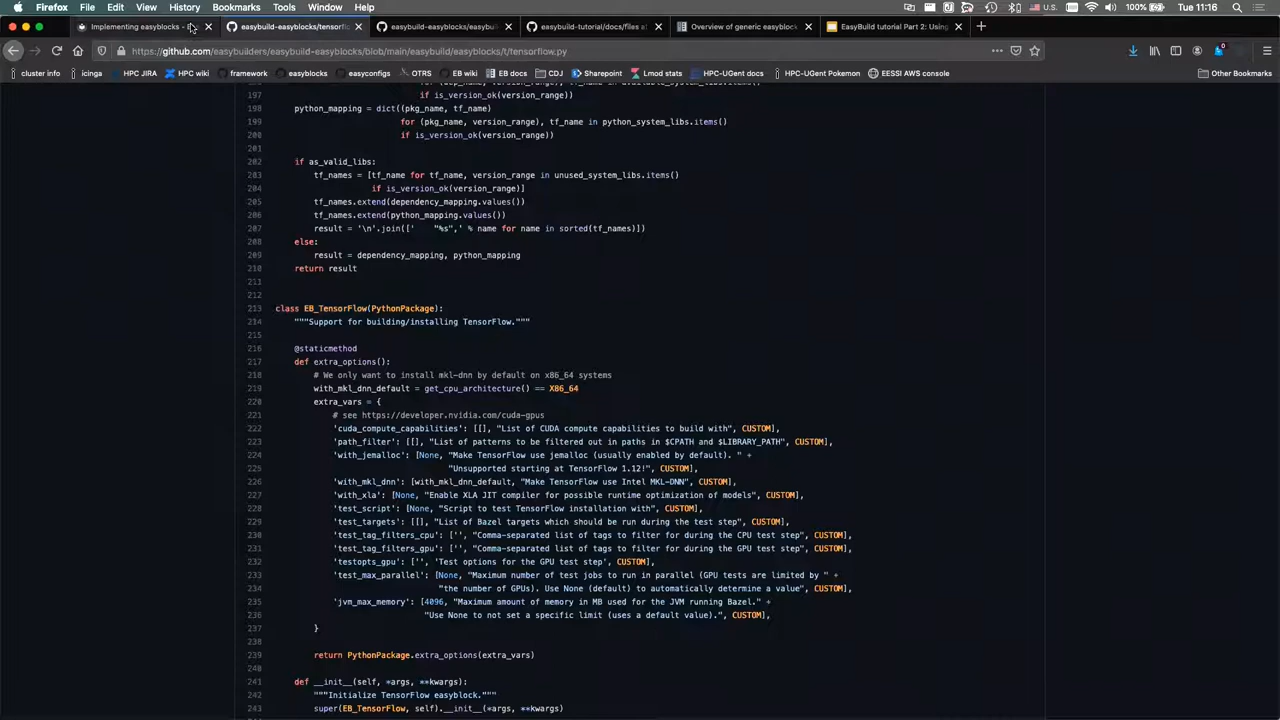 Firefox File Edit View History Bookmarks Tools Window Help 100% Tue 11:16
Implementing easyblocks - easybuild-easyblocks/tensorfl easybuild-easyblocks/easybuild easybuild-tutorial/docs/files at Overview of generic easyblock EasyBuild tutorial Part 2: Using
https://github.com/easybuilders/easybuild-easyblocks/blob/main/easybuild/easyblocks/t/tensorflow.py
cluster info icinga HPC JIRA HPC wiki framework easyblocks easyconfigs OTRS EB wiki EB docs CDJ Sharepoint Lmod stats HPC-UGent docs HPC-UGent Pokemon EESSI AWS console Other Bookmarks
197 if is_version_ok(version_range))
198 python_mapping = dict((pkg_name, tf_name)
199 for (pkg_name, version_range), tf_name in python_system_libs.items()
200 if is_version_ok(version_range))
201
202 if as_valid_libs:
203 tf_names = [tf_name for tf_name, version_range in unused_system_libs.items()
204 if is_version_ok(version_range)]
205 tf_names.extend(dependency_mapping.values())
206 tf_names.extend(python_mapping.values())
207 result = '\n'.join(['    "%s",' % name for name in sorted(tf_names)])
208 else:
209 result = dependency_mapping, python_mapping
210 return result
211
212
213 class EB_TensorFlow(PythonPackage):
214 """Support for building/installing TensorFlow."""
215
216 @staticmethod
217 def extra_options():
218 # We only want to install mkl-dnn by default on x86_64 systems
219 with_mkl_dnn_default = get_cpu_architecture() == X86_64
220 extra_vars = {
221 # see https://developer.nvidia.com/cuda-gpus
222 'cuda_compute_capabilities': [[], "List of CUDA compute capabilities to build with", CUSTOM],
223 'path_filter': [[], "List of patterns to be filtered out in paths in $CPATH and $LIBRARY_PATH", CUSTOM],
224 'with_jemalloc': [None, "Make TensorFlow use jemalloc (usually enabled by default). " +
225 "Unsupported starting at TensorFlow 1.12!", CUSTOM],
226 'with_mkl_dnn': [with_mkl_dnn_default, "Make TensorFlow use Intel MKL-DNN", CUSTOM],
227 'with_xla': [None, "Enable XLA JIT compiler for possible runtime optimization of models", CUSTOM],
228 'test_script': [None, "Script to test TensorFlow installation with", CUSTOM],
229 'test_targets': [[], "List of Bazel targets which should be run during the test step", CUSTOM],
230 'test_tag_filters_cpu': ['', "Comma-separated list of tags to filter for during the CPU test step", CUSTOM],
231 'test_tag_filters_gpu': ['', "Comma-separated list of tags to filter for during the GPU test step", CUSTOM],
232 'testopts_gpu': ['', 'Test options for the GPU test step', CUSTOM],
233 'test_max_parallel': [None, "Maximum number of test jobs to run in parallel (GPU tests are limited by " +
234 "the number of GPUs). Use None (default) to automatically determine a value", CUSTOM],
235 'jvm_max_memory': [4096, "Maximum amount of memory in MB used for the JVM running Bazel." +
236 "Use None to not set a specific limit (uses a default value).", CUSTOM],
237 }
238
239 return PythonPackage.extra_options(extra_vars)
240
241 def __init__(self, *args, **kwargs):
242 """Initialize TensorFlow easyblock."""
243 super(EB_TensorFlow, self).__init__(*args, **kwargs)